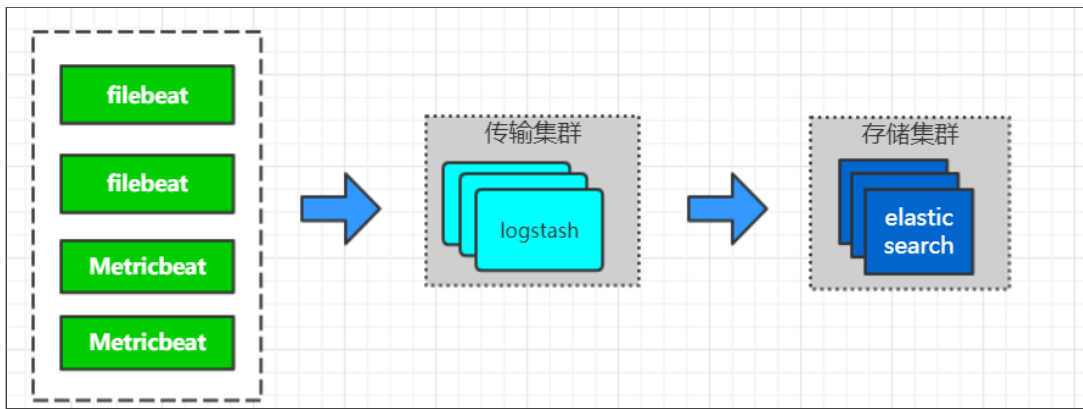 filebeat
filebeat
Metricbeat
Metricbeat
传输集群
logstash
存储集群
elastic
search